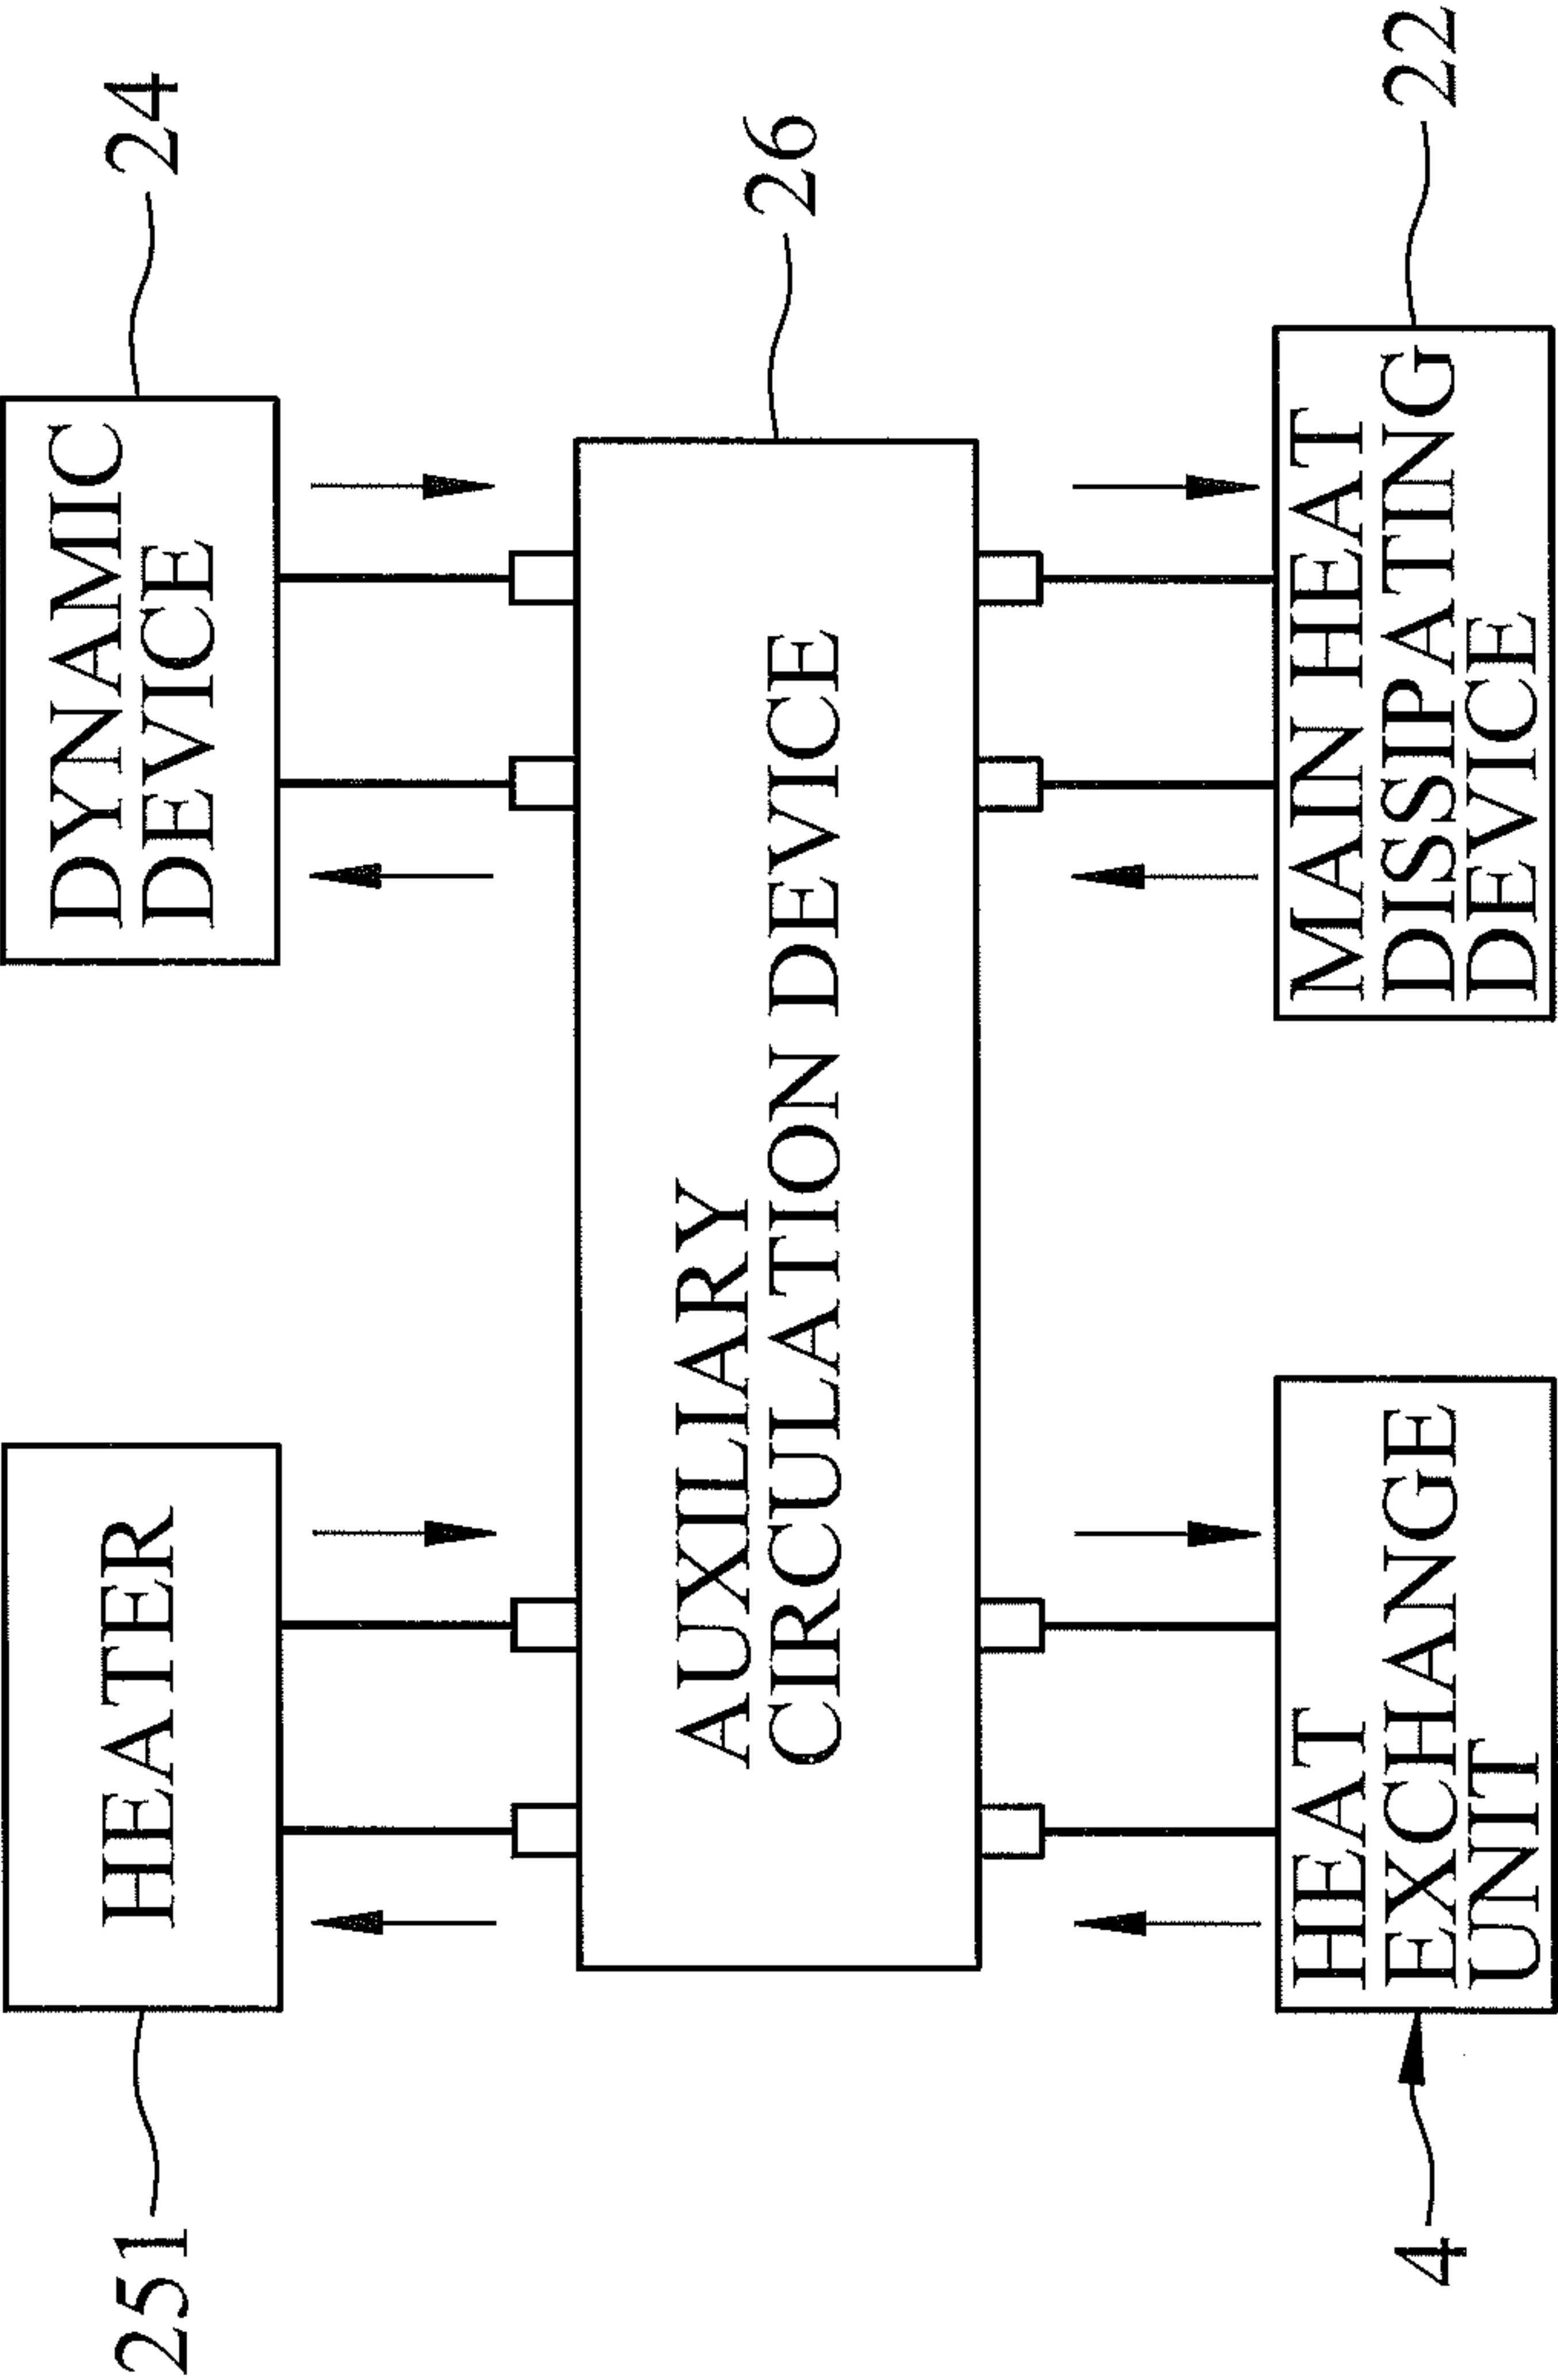 251
HEATER
24
DYNAMIC
DEVICE
26
AUXILIARY
CIRCULATION DEVICE
4
HEAT
EXCHANGE
UNIT
22
MAIN HEAT
DISSIPATING
DEVICE